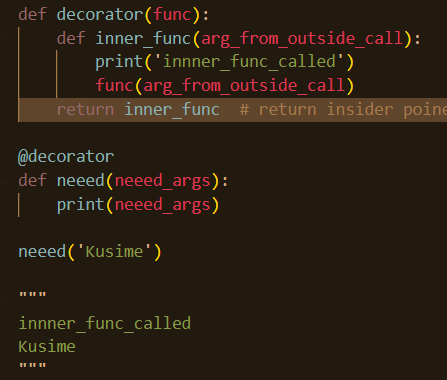 def decorator(func):
    def inner_func(arg_from_outside_call):
        print('innner_func_called')
        func(arg_from_outside_call)
    return inner_func  # return insider poine
@decorator
def neeed(neeed_args):
    print(neeed_args)
neeed('Kusime')
"""
innner_func_called
Kusime
"""